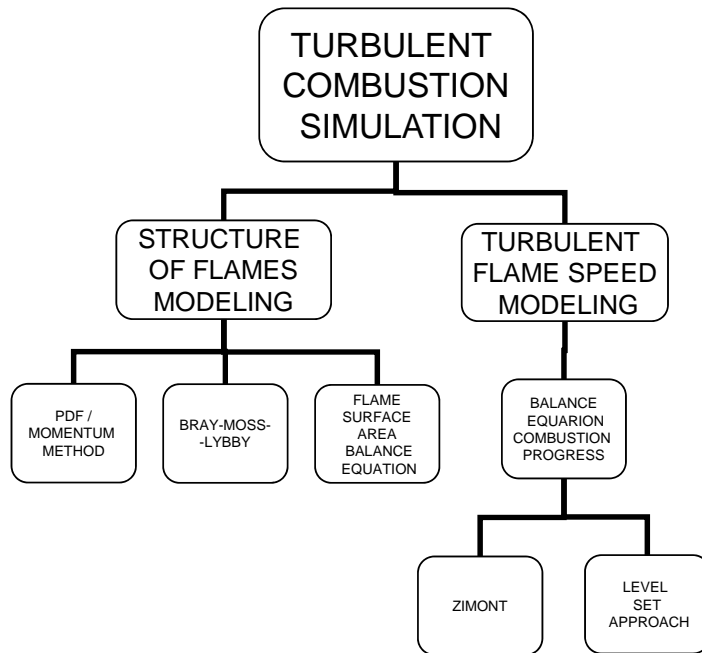 TURBULENT
COMBUSTION
SIMULATION
STRUCTURE
OF FLAMES
MODELING
TURBULENT
FLAME SPEED
MODELING
PDF /
MOMENTUM
METHOD
BRAY-MOSS-
-LYBBY
FLAME
SURFACE
AREA
BALANCE
EQUATION
BALANCE
EQUARION
COMBUSTION
PROGRESS
ZIMONT
LEVEL
SET
APPROACH